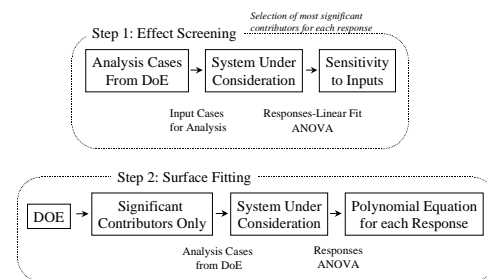 Selection of most significant
contributors for each response
Step 1: Effect Screening
Analysis Cases
From DoE
System Under
Consideration
Sensitivity
to Inputs
Input Cases
for Analysis
Responses-Linear Fit
ANOVA
Step 2: Surface Fitting
DOE
Significant
Contributors Only
System Under
Consideration
Polynomial Equation
for each Response
Analysis Cases
from DoE
Responses
ANOVA